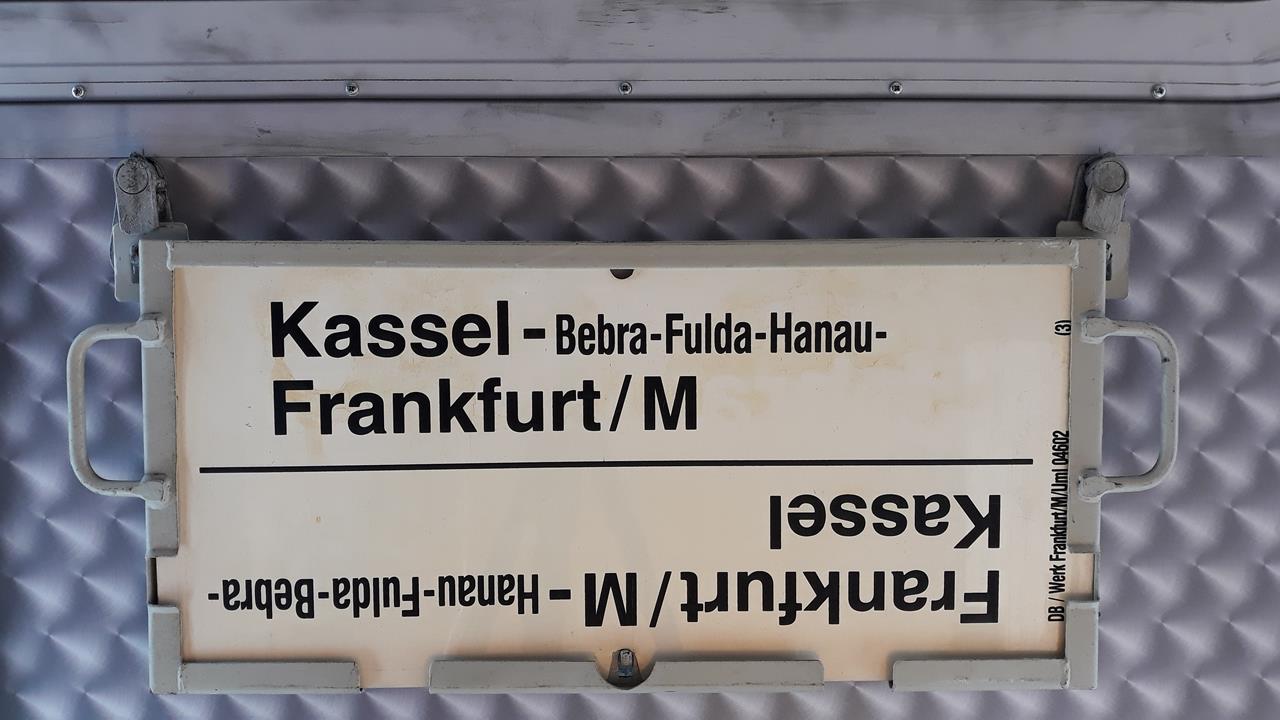 Kassel - Bebra-Fulda-Hanau-
Frankfurt/M
Frankfurt/M - Hanau-Fulda-Bebra-
Kassel
DB / Werk Frankfurt/M/Uml 04602 (3)